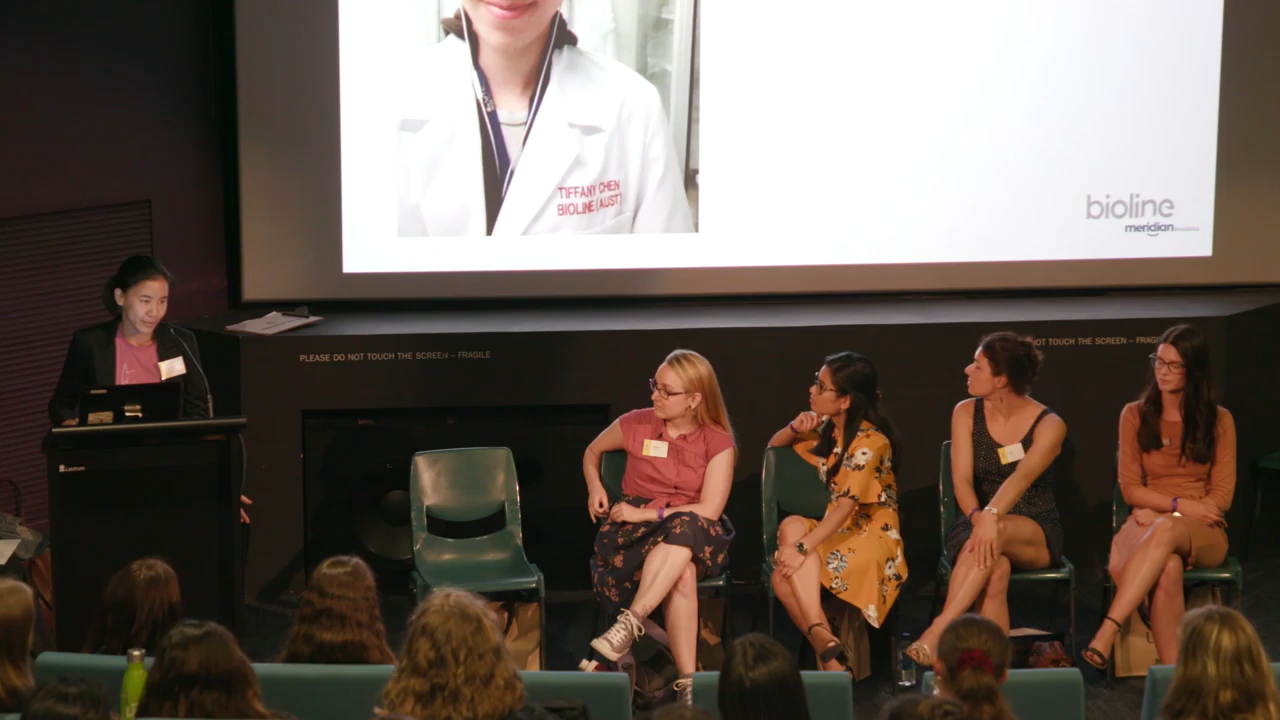 TIFFANY CHEN
BIOLINE (AUST)
bioline
meridian
PLEASE DO NOT TOUCH THE SCREEN – FRAGILE
NOT TOUCH THE SCREEN – FRAGILE